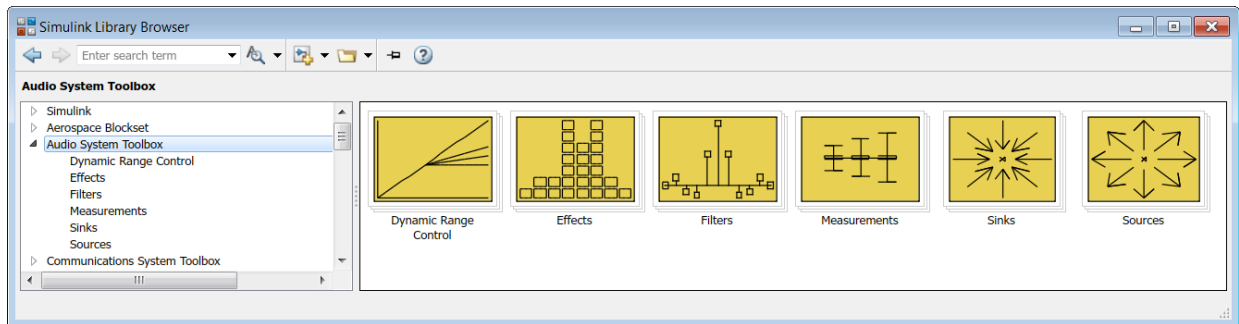 Simulink Library Browser
Enter search term
Audio System Toolbox
Simulink
Aerospace Blockset
Audio System Toolbox
Dynamic Range Control
Effects
Filters
Measurements
Sinks
Sources
Communications System Toolbox
Dynamic Range
Control
Effects
Filters
Measurements
Sinks
Sources